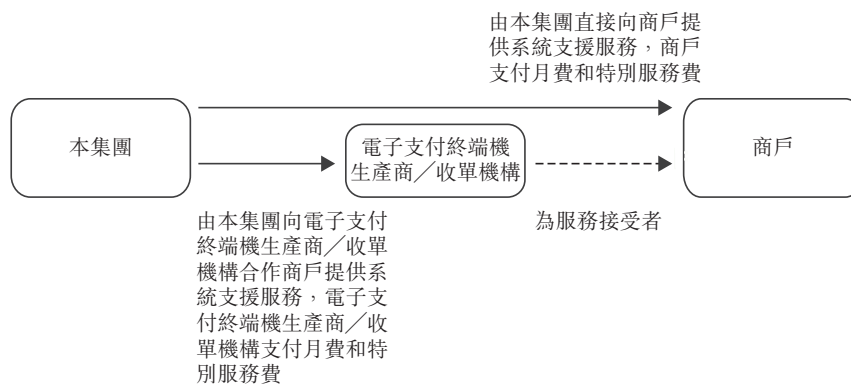 由本集團直接向商戶提
供系統支援服務，商戶
支付月費和特別服務費
本集團
電子支付終端機
生產商／收單機構
商戶
由本集團向電子支付
終端機生產商／收單
機構合作商戶提供系
統支援服務，電子支
付終端機生產商／收
單機構支付月費和特
別服務費
為服務接受者